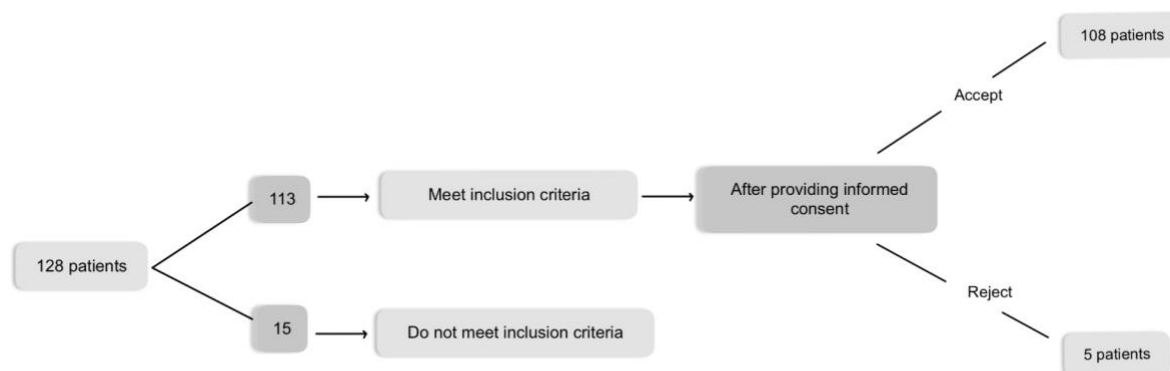 108 patients
Accept
113
Meet inclusion criteria
After providing informed
consent
128 patients
Reject
15
Do not meet inclusion criteria
5 patients